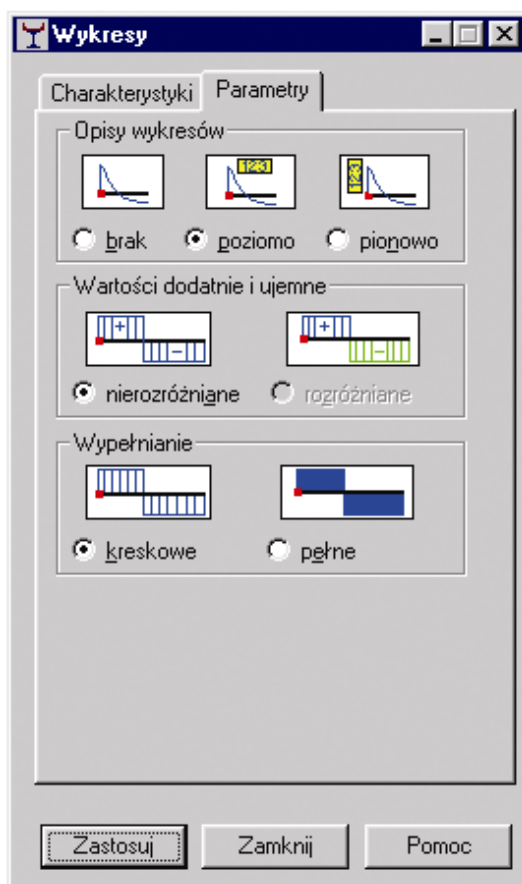 Wykresy
Charakterystyki Parametry
Opisy wykresów
123 123
brak poziomo pionowo
Wartości dodatnie i ujemne
+ − + −
nierozróżniane rozróżniane
Wypełnianie
kreskowe pełne
Zastosuj Zamknij Pomoc